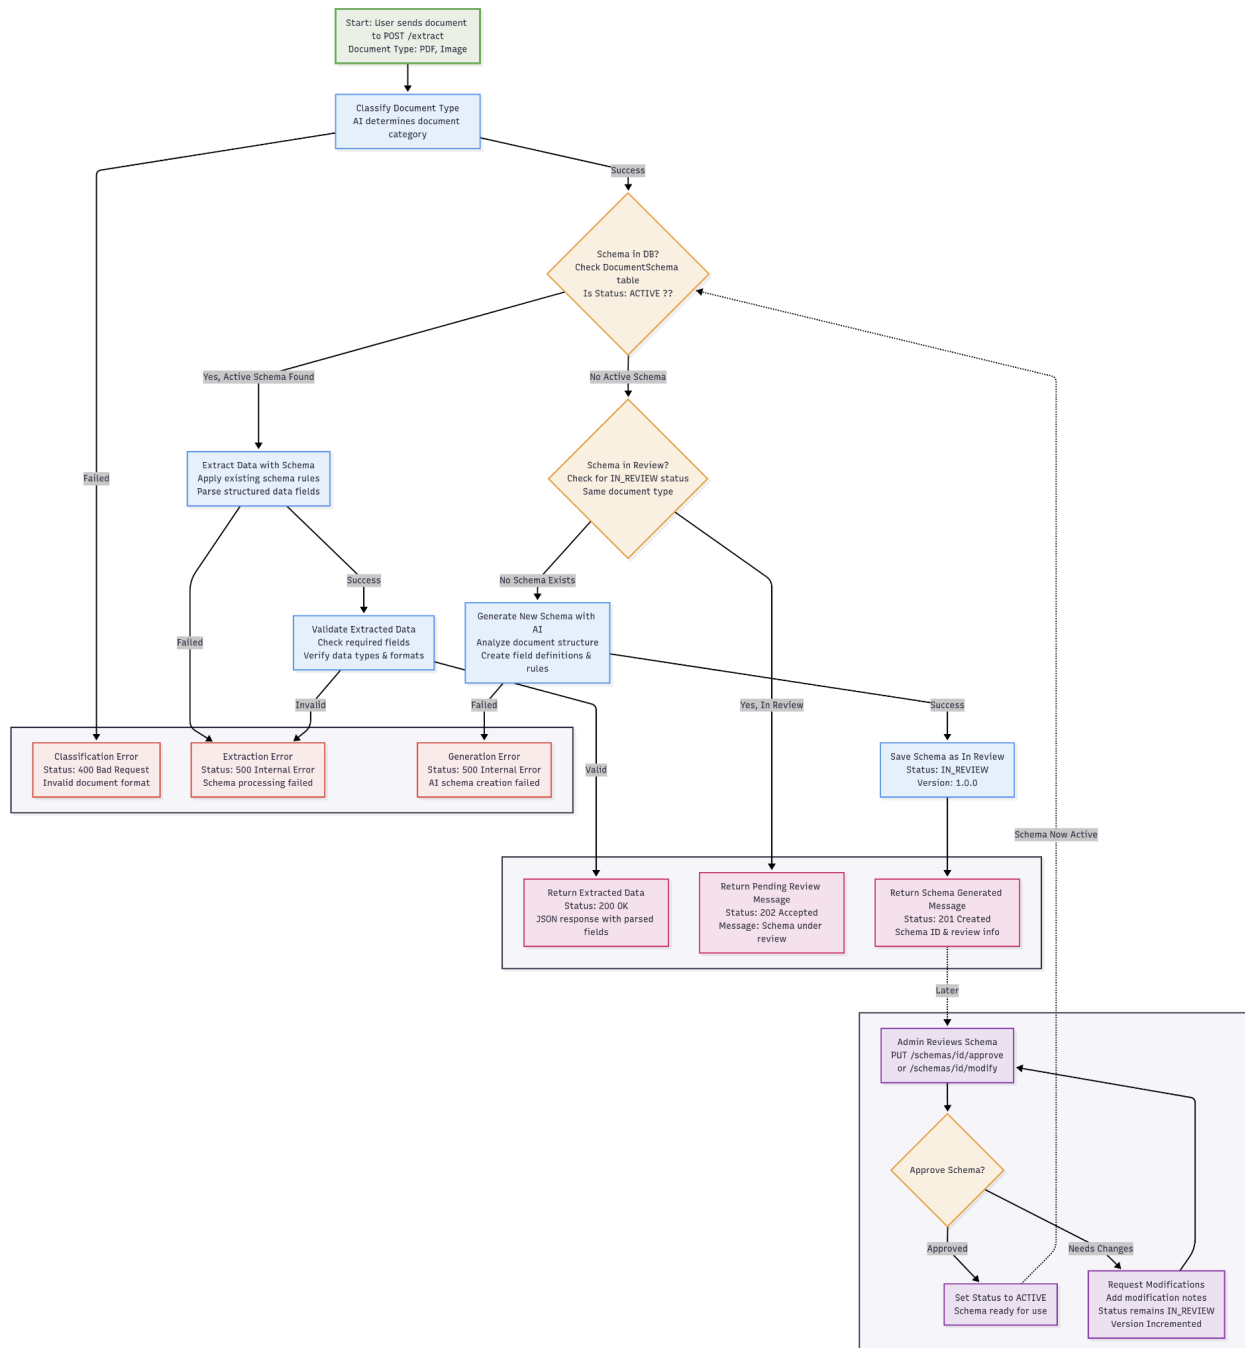 Start: User sends document
to POST /extract
Document Type: PDF, Image
Classify Document Type
AI determines document
category
Success
Schema in DB?
Check DocumentSchema
table
Is Status: ACTIVE ??
Yes, Active Schema Found
No Active Schema
Extract Data with Schema
Apply existing schema rules
Parse structured data fields
Schema in Review?
Check for IN_REVIEW status
Same document type
Failed
Success
No Schema Exists
Validate Extracted Data
Check required fields
Verify data types & formats
Generate New Schema with
AI
Analyze document structure
Create field definitions &
rules
Failed
Invalid
Failed
Yes, In Review
Success
Classification Error
Status: 400 Bad Request
Invalid document format
Extraction Error
Status: 500 Internal Error
Schema processing failed
Generation Error
Status: 500 Internal Error
AI schema creation failed
Valid
Save Schema as In Review
Status: IN_REVIEW
Version: 1.0.0
Schema Now Active
Return Extracted Data
Status: 200 OK
JSON response with parsed
fields
Return Pending Review
Message
Status: 202 Accepted
Message: Schema under
review
Return Schema Generated
Message
Status: 201 Created
Schema ID & review info
Later
Admin Reviews Schema
PUT /schemas/id/approve
or /schemas/id/modify
Approve Schema?
Approved
Needs Changes
Set Status to ACTIVE
Schema ready for use
Request Modifications
Add modification notes
Status remains IN_REVIEW
Version Incremented